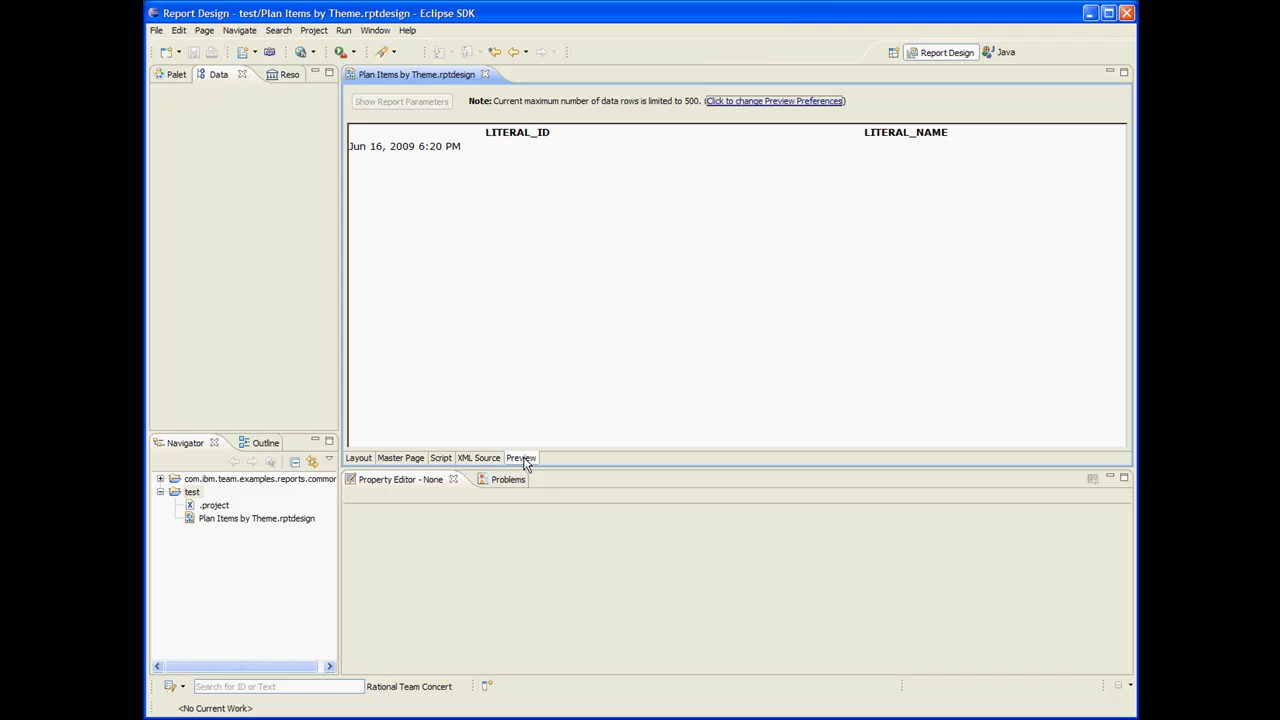 Report Design - test/Plan Items by Theme.rptdesign - Eclipse SDK
File Edit Page Navigate Search Project Run Window Help
Report Design Java
Palet Data Reso
Plan Items by Theme.rptdesign
Show Report Parameters Note: Current maximum number of data rows is limited to 500. (Click to change Preview Preferences)
LITERAL_ID LITERAL_NAME
Jun 16, 2009 6:20 PM
Layout Master Page Script XML Source Preview
Navigator Outline
com.ibm.team.examples.reports.commor
test
.project
Plan Items by Theme.rptdesign
Property Editor - None Problems
Search for ID or Text Rational Team Concert
<No Current Work>